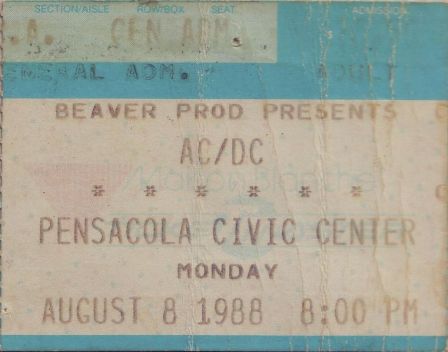 SECTION/AISLE ROW/BOX SEAT ADMISSION
.A. GEN ADM.
GENERAL ADM. ADULT
BEAVER PROD PRESENTS
AC/DC
* * * * * *
PENSACOLA CIVIC CENTER
MONDAY
AUGUST 8 1988 8:00 PM